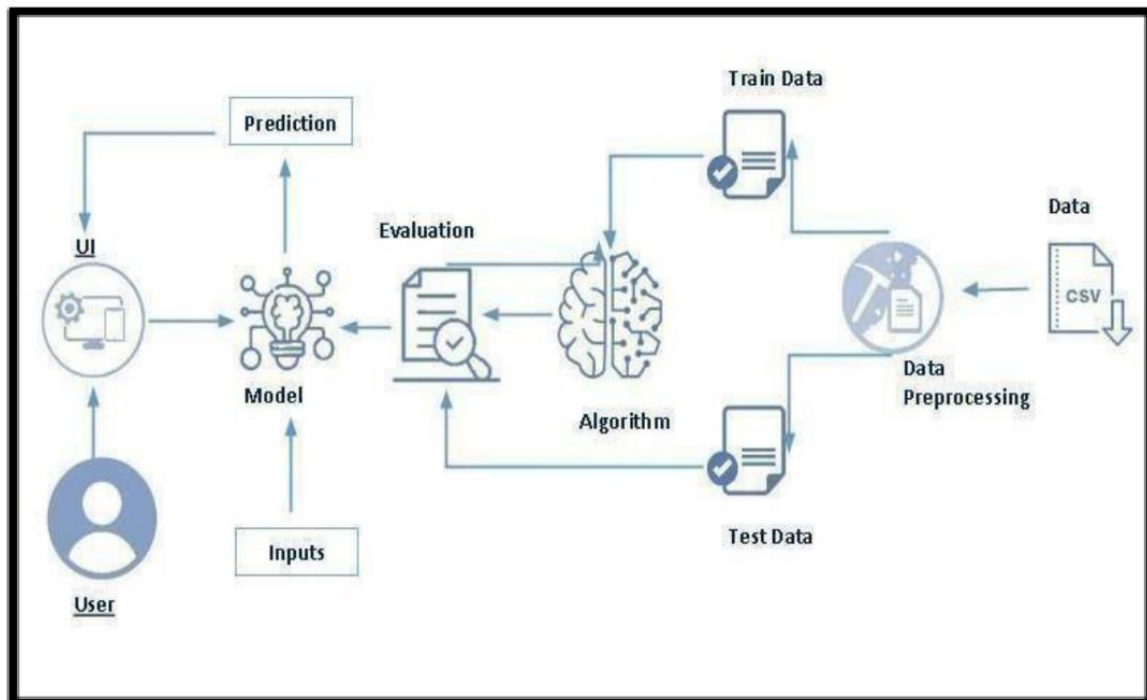 Train Data
Prediction
Data
UI
Evaluation
CSV
Model
Data
Preprocessing
Algorithm
Inputs
Test Data
User